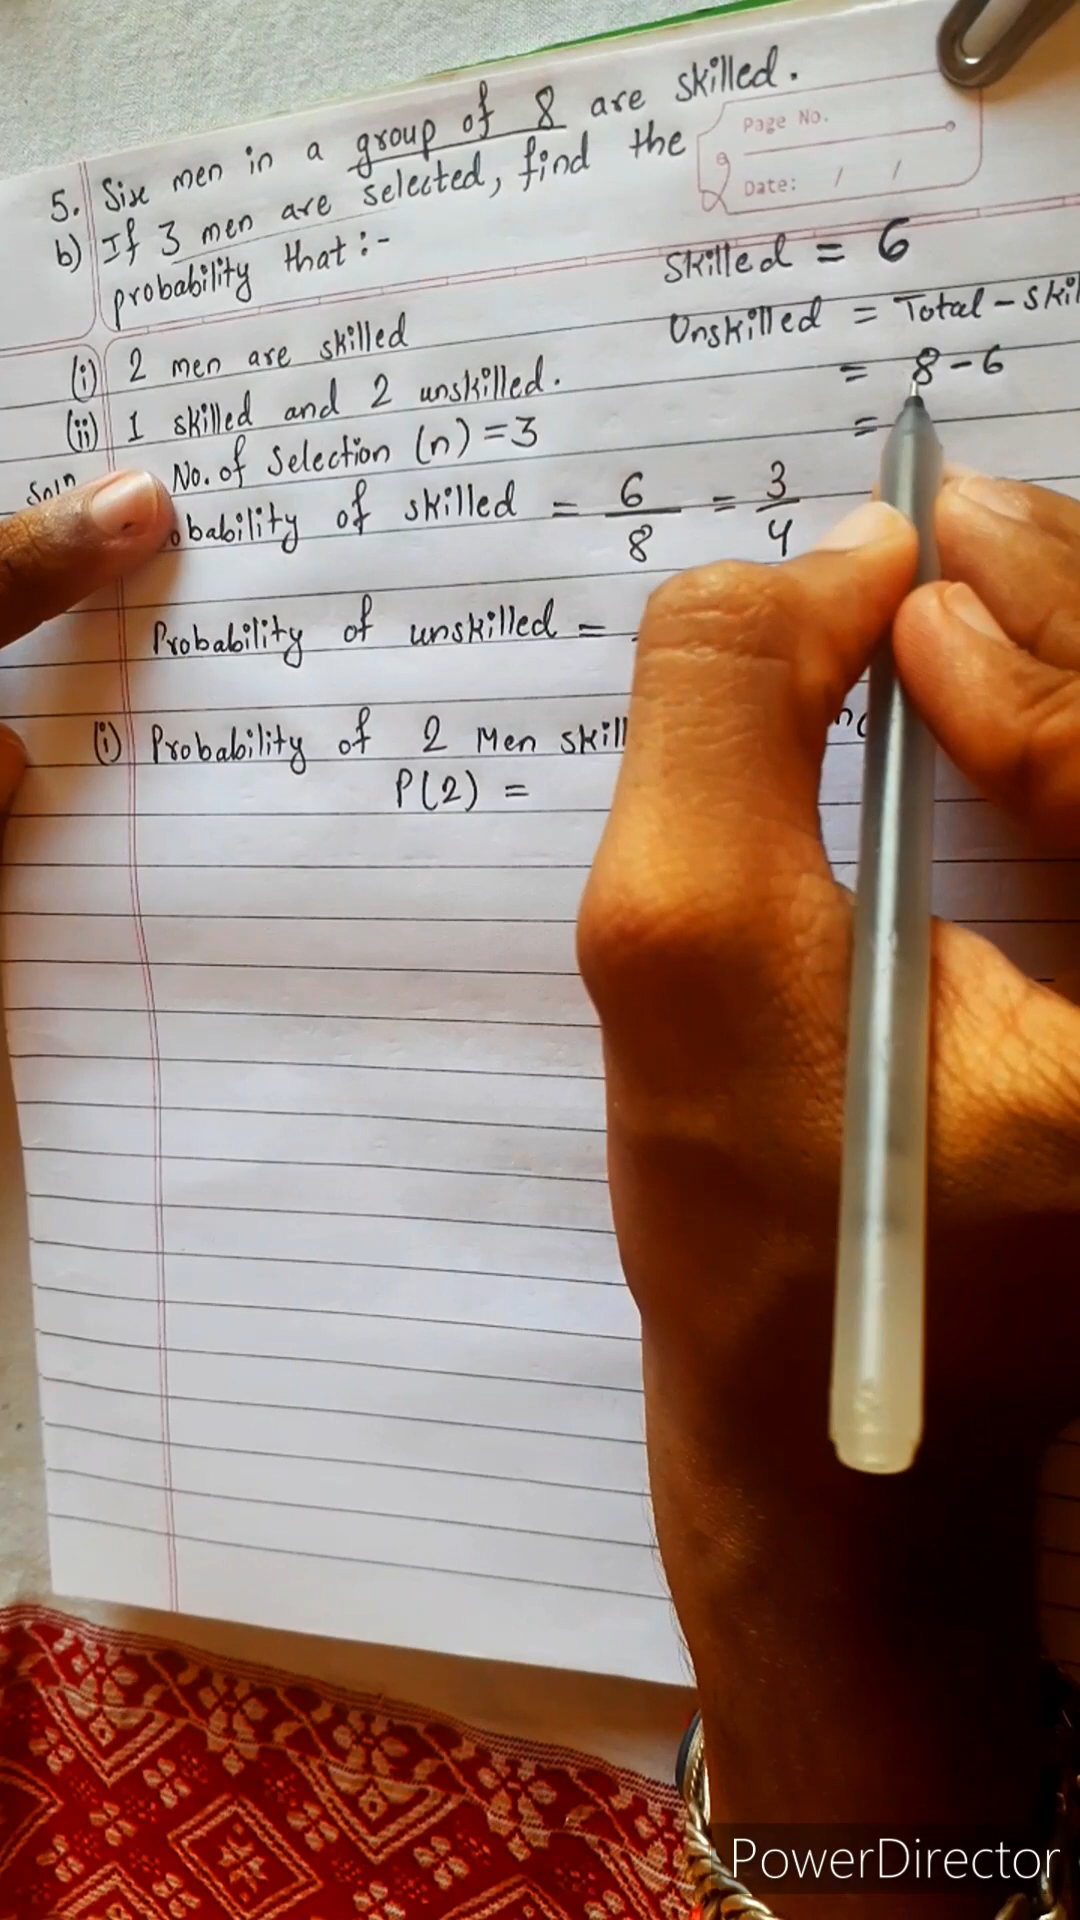 5. Six men in a group of 8 are skilled.
b) If 3 men are selected, find the
probability that :-
Page No.
Date: / /
(i) 2 men are skilled
(ii) 1 skilled and 2 unskilled.
Skilled = 6
Unskilled = Total - Skil
= 8 - 6
=
Soln
No. of Selection (n) = 3
obability of skilled = 6/8 = 3/4
Probability of unskilled =
(i) Probability of 2 Men skill
P(2) =
PowerDirector